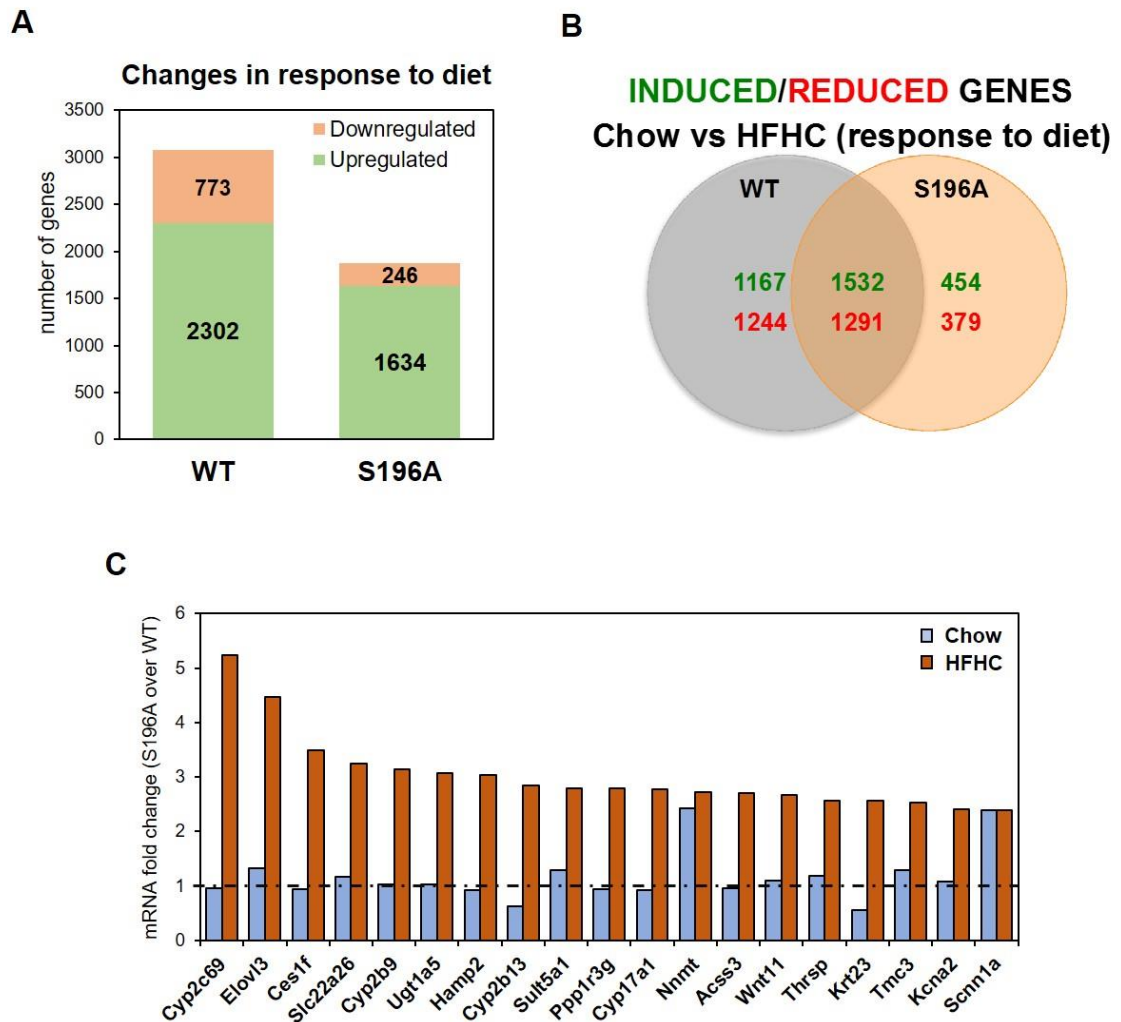 A
Changes in response to diet
number of genes
3500
3000
2500
2000
1500
1000
500
0
Downregulated
Upregulated
773
2302
246
1634
WT
S196A
B
INDUCED/REDUCED GENES
Chow vs HFHC (response to diet)
WT
S196A
1167
1532
454
1244
1291
379
C
mRNA fold change (S196A over WT)
6
5
4
3
2
1
0
Chow
HFHC
Cyp2c69
Elovl3
Ces1f
Slc22a26
Cyp2b9
Ugt1a5
Hamp2
Cyp2b13
Sult5a1
Ppp1r3g
Cyp17a1
Nnmt
Acss3
Wnt11
Thrsp
Krt23
Tmc3
Kcna2
Scnn1a